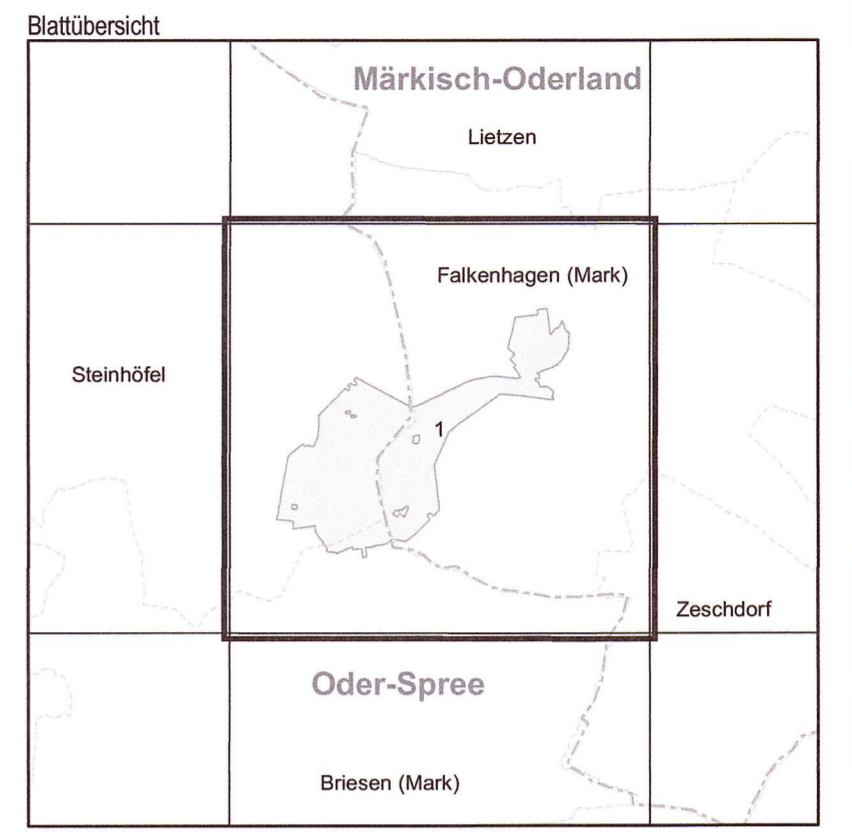 Blattübersicht
Märkisch-Oderland
Lietzen
Falkenhagen (Mark)
Steinhöfel
1
Zeschdorf
Oder-Spree
Briesen (Mark)